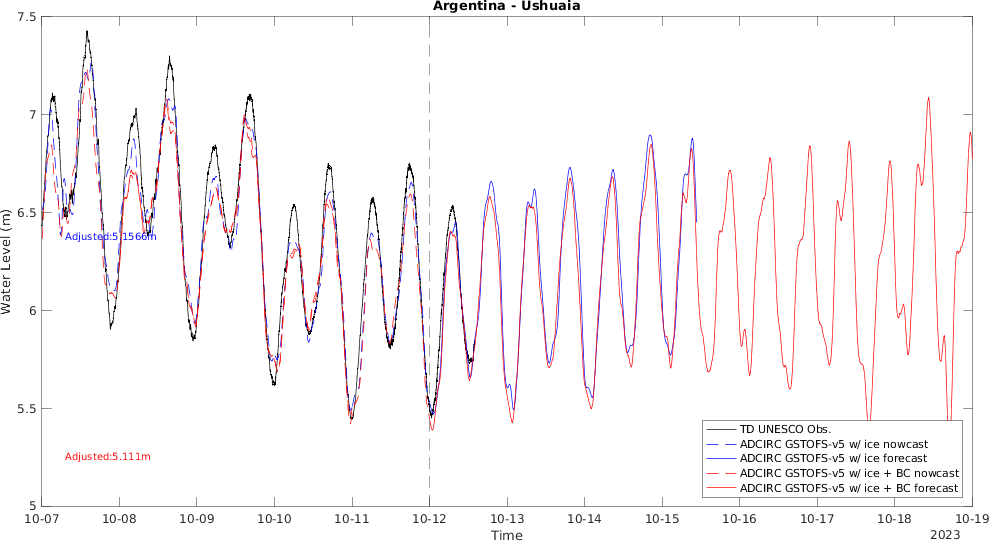 Argentina - Ushuaia
7.5
7
6.5
6
5.5
5
Water Level (m)
Adjusted:5.1566m
Adjusted:5.111m
TD UNESCO Obs.
ADCIRC GSTOFS-v5 w/ ice nowcast
ADCIRC GSTOFS-v5 w/ ice forecast
ADCIRC GSTOFS-v5 w/ ice + BC nowcast
ADCIRC GSTOFS-v5 w/ ice + BC forecast
10-07 10-08 10-09 10-10 10-11 10-12 10-13 10-14 10-15 10-16 10-17 10-18 10-19
Time
2023